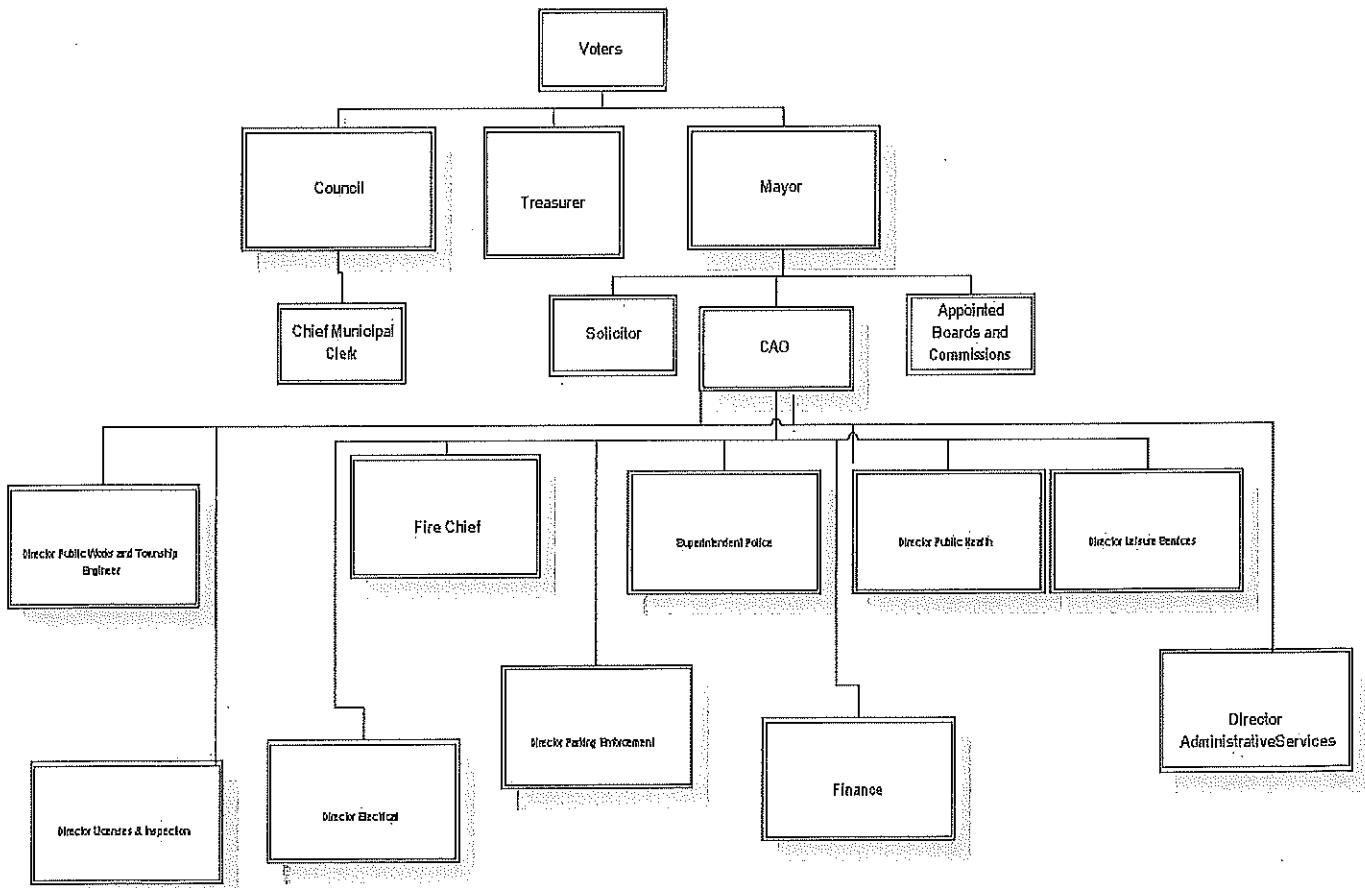 Voters
Council
Treasurer
Mayor
Chief Municipal
Clerk
Solicitor
CAO
Appointed
Boards and
Commissions
Director Public Works and Township
Engineer
Fire Chief
Superintendent Police
Director Public Health
Director Leisure Services
Director Licenses & Inspection
Director Electrical
Director Parking Enforcement
Finance
Director
AdministrativeServices